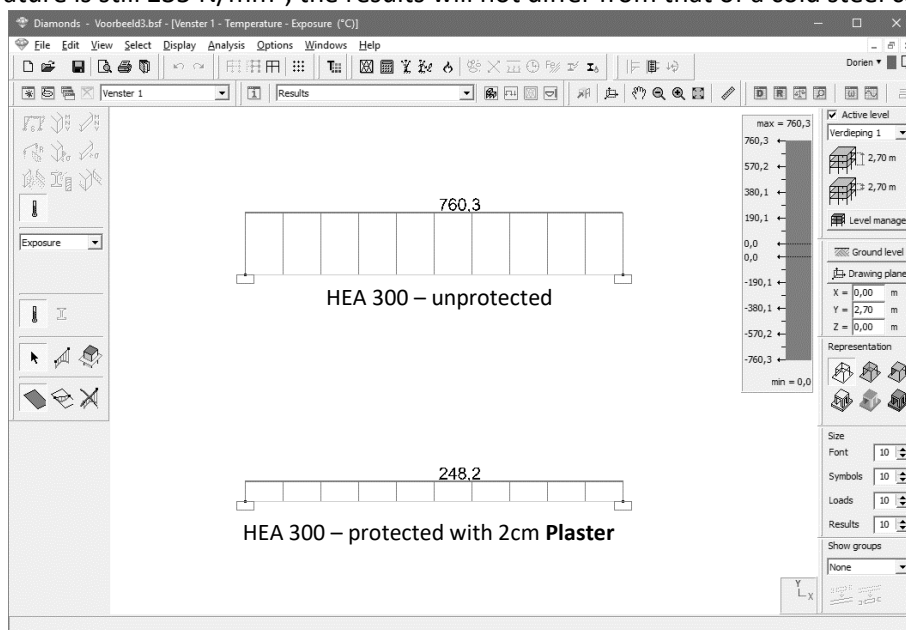 ature is still 235 N/mm², the results will not differ from that of a cold steel
Diamonds - Voorbeeld3.bsf - [Venster 1 - Temperature - Exposure (°C)]
File Edit View Select Display Analysis Options Windows Help
Dorien
Venster 1
Results
Exposure
max = 760,3
760,3
570,2
380,1
190,1
0,0
0,0
-190,1
-380,1
-570,2
-760,3
min = 0,0
760,3
HEA 300 – unprotected
248,2
HEA 300 – protected with 2cm Plaster
Y
X
Active level
Verdieping 1
2,70 m
2,70 m
Level manage
Ground level
Drawing plane
X = 0,00 m
Y = 2,70 m
Z = 0,00 m
Representation
Size
Font 10
Symbols 10
Loads 10
Results 10
Show groups
None